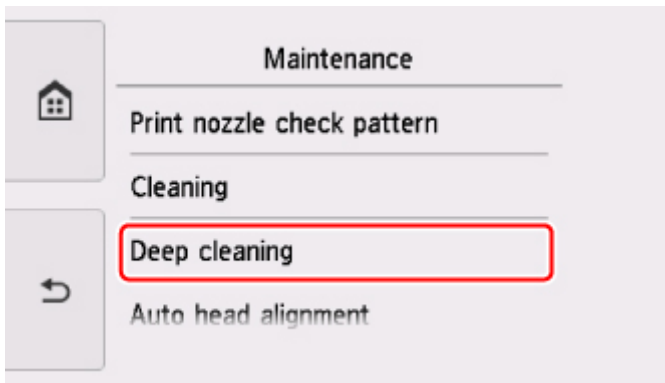 Maintenance
Print nozzle check pattern
Cleaning
Deep cleaning
Auto head alignment